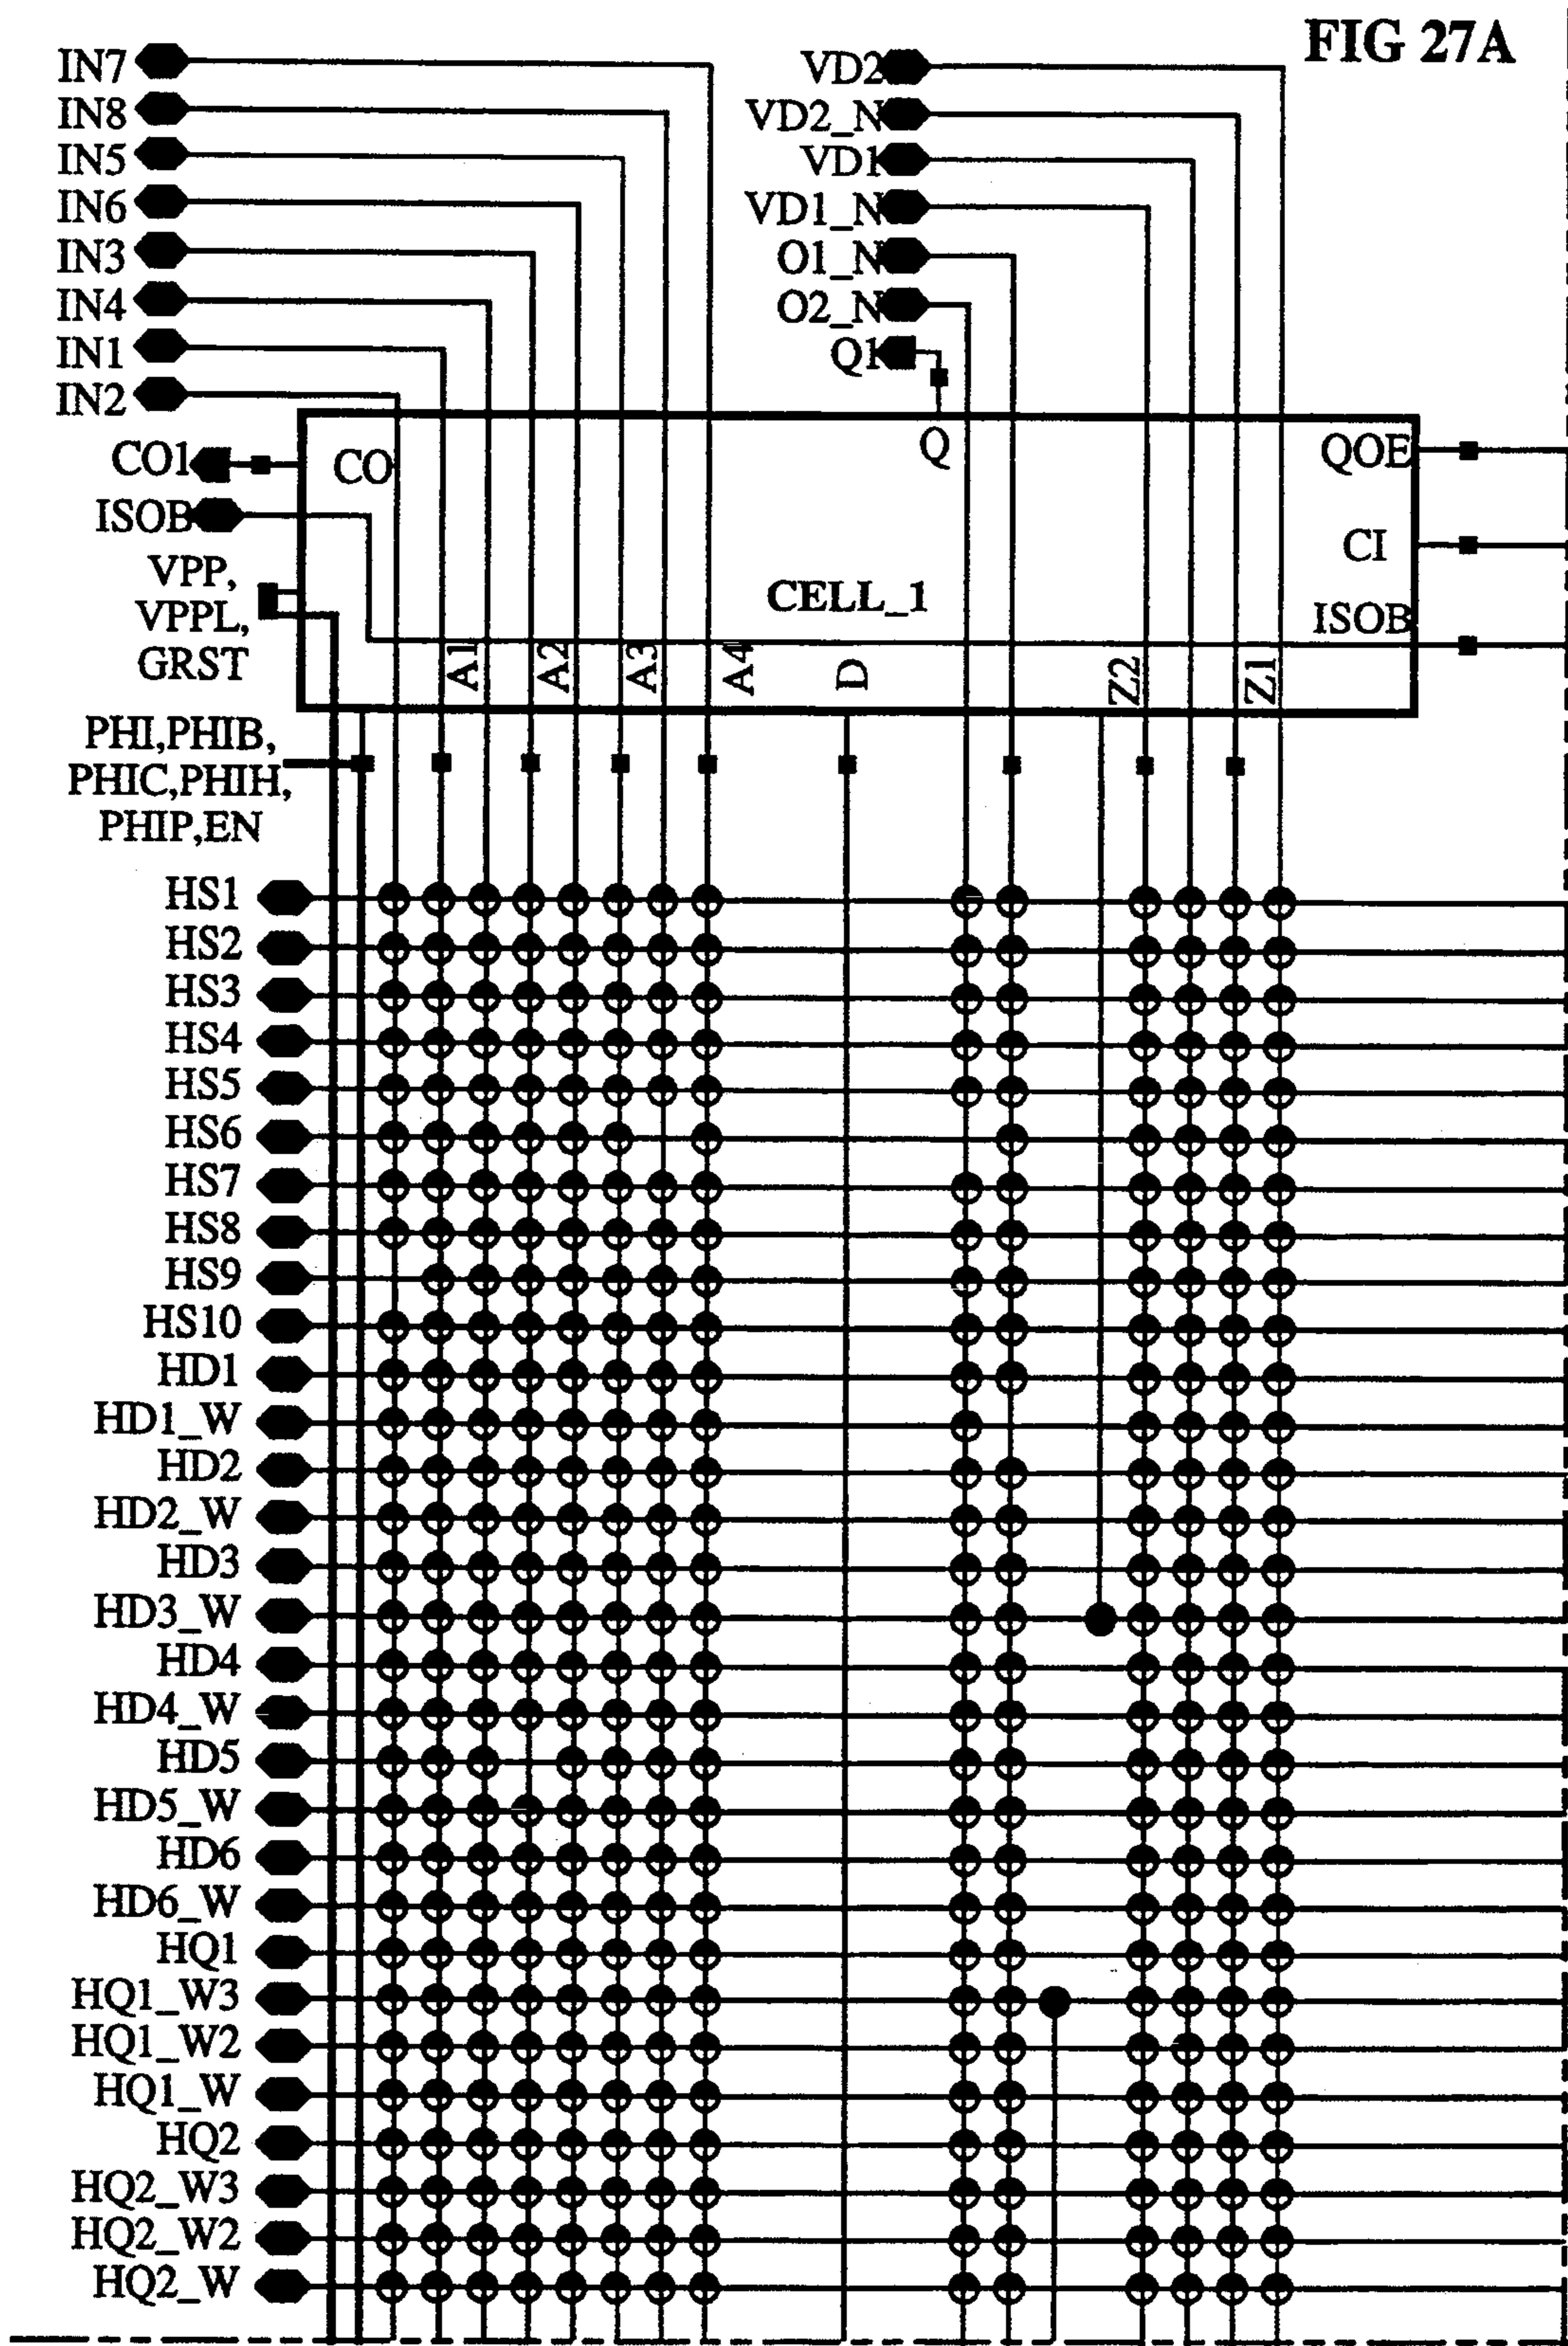 FIG 27A
IN7
IN8
IN5
IN6
IN3
IN4
IN1
IN2
VD2
VD2_N
VD1
VD1_N
O1_N
O2_N
Q1
CO1
ISOB
VPP,
VPPL,
GRST
CO
Q
QOE
CI
ISOB
CELL_1
A1
A2
A3
A4
D
Z2
Z1
PHI,PHIB,
PHIC,PHIH,
PHIP,EN
HS1
HS2
HS3
HS4
HS5
HS6
HS7
HS8
HS9
HS10
HD1
HD1_W
HD2
HD2_W
HD3
HD3_W
HD4
HD4_W
HD5
HD5_W
HD6
HD6_W
HQ1
HQ1_W3
HQ1_W2
HQ1_W
HQ2
HQ2_W3
HQ2_W2
HQ2_W